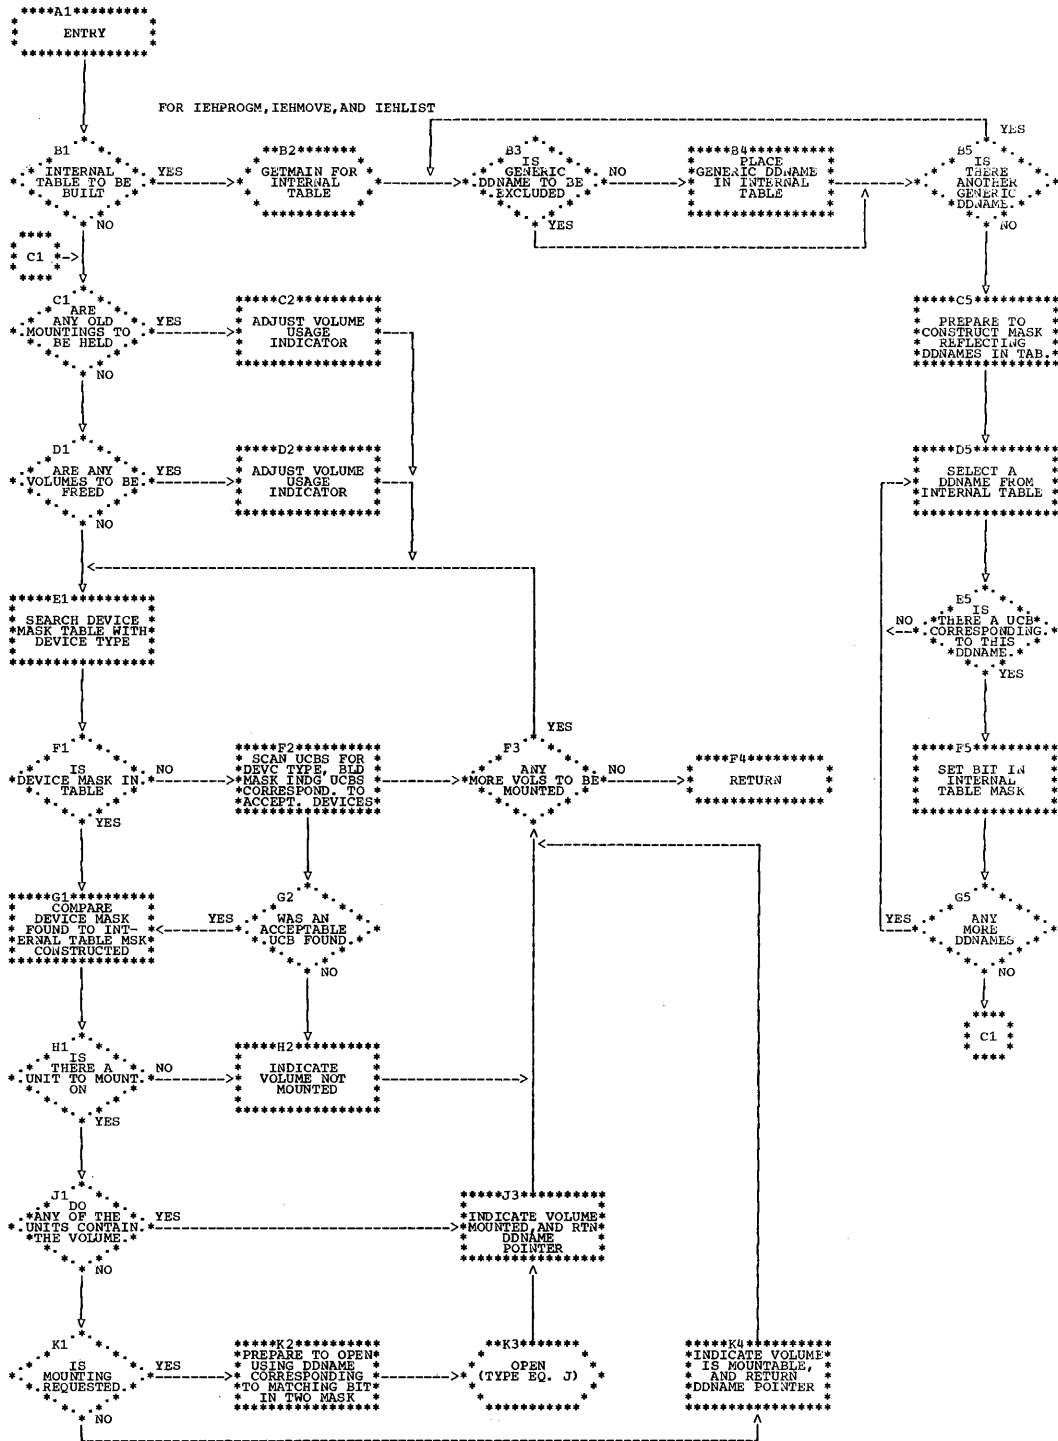 A1
ENTRY
FOR IEHPROGM,IEHMOVE,AND IEHLIST
B1
INTERNAL
TABLE TO BE
BUILT
YES
NO
B2
GETMAIN FOR
INTERNAL
TABLE
B3
IS
GENERIC
DDNAME TO BE
EXCLUDED
NO
YES
B4
PLACE
GENERIC DDNAME
IN INTERNAL
TABLE
YES
B5
IS
THERE
ANOTHER
GENERIC
DDNAME.
NO
C1
C1
ARE
ANY OLD
MOUNTINGS TO
BE HELD
YES
NO
C2
ADJUST VOLUME
USAGE
INDICATOR
C5
PREPARE TO
CONSTRUCT MASK
REFLECTING
DDNAMES IN TAB.
D1
ARE ANY
VOLUMES TO BE
FREED
YES
NO
D2
ADJUST VOLUME
USAGE
INDICATOR
D5
SELECT A
DDNAME FROM
INTERNAL TABLE
E1
SEARCH DEVICE
MASK TABLE WITH
DEVICE TYPE
E5
IS
THERE A UCB
CORRESPONDING
TO THIS
DDNAME.
NO
YES
F1
IS
DEVICE MASK IN
TABLE
NO
YES
F2
SCAN UCBS FOR
DEVC TYPE, BLD
MASK INDG UCBS
CORRESPOND. TO
ACCEPT. DEVICES
YES
F3
ANY
MORE VOLS TO BE
MOUNTED
NO
F4
RETURN
F5
SET BIT IN
INTERNAL
TABLE MASK
G1
COMPARE
DEVICE MASK
FOUND TO INT-
ERNAL TABLE MSK
CONSTRUCTED
G2
YES
WAS AN
ACCEPTABLE
UCB FOUND
NO
G5
YES
ANY
MORE
DDNAMES
NO
C1
H1
IS
THERE A
UNIT TO MOUNT
ON
NO
YES
H2
INDICATE
VOLUME NOT
MOUNTED
J1
DO
ANY OF THE
UNITS CONTAIN
THE VOLUME.
YES
NO
J3
INDICATE VOLUME
MOUNTED,AND RTN
DDNAME
POINTER
K1
IS
MOUNTING
REQUESTED.
YES
NO
K2
PREPARE TO OPEN
USING DDNAME
CORRESPONDING
TO MATCHING BIT
IN TWO MASK
K3
OPEN
(TYPE EQ. J)
K4
INDICATE VOLUME
IS MOUNTABLE,
AND RETURN
DDNAME POINTER